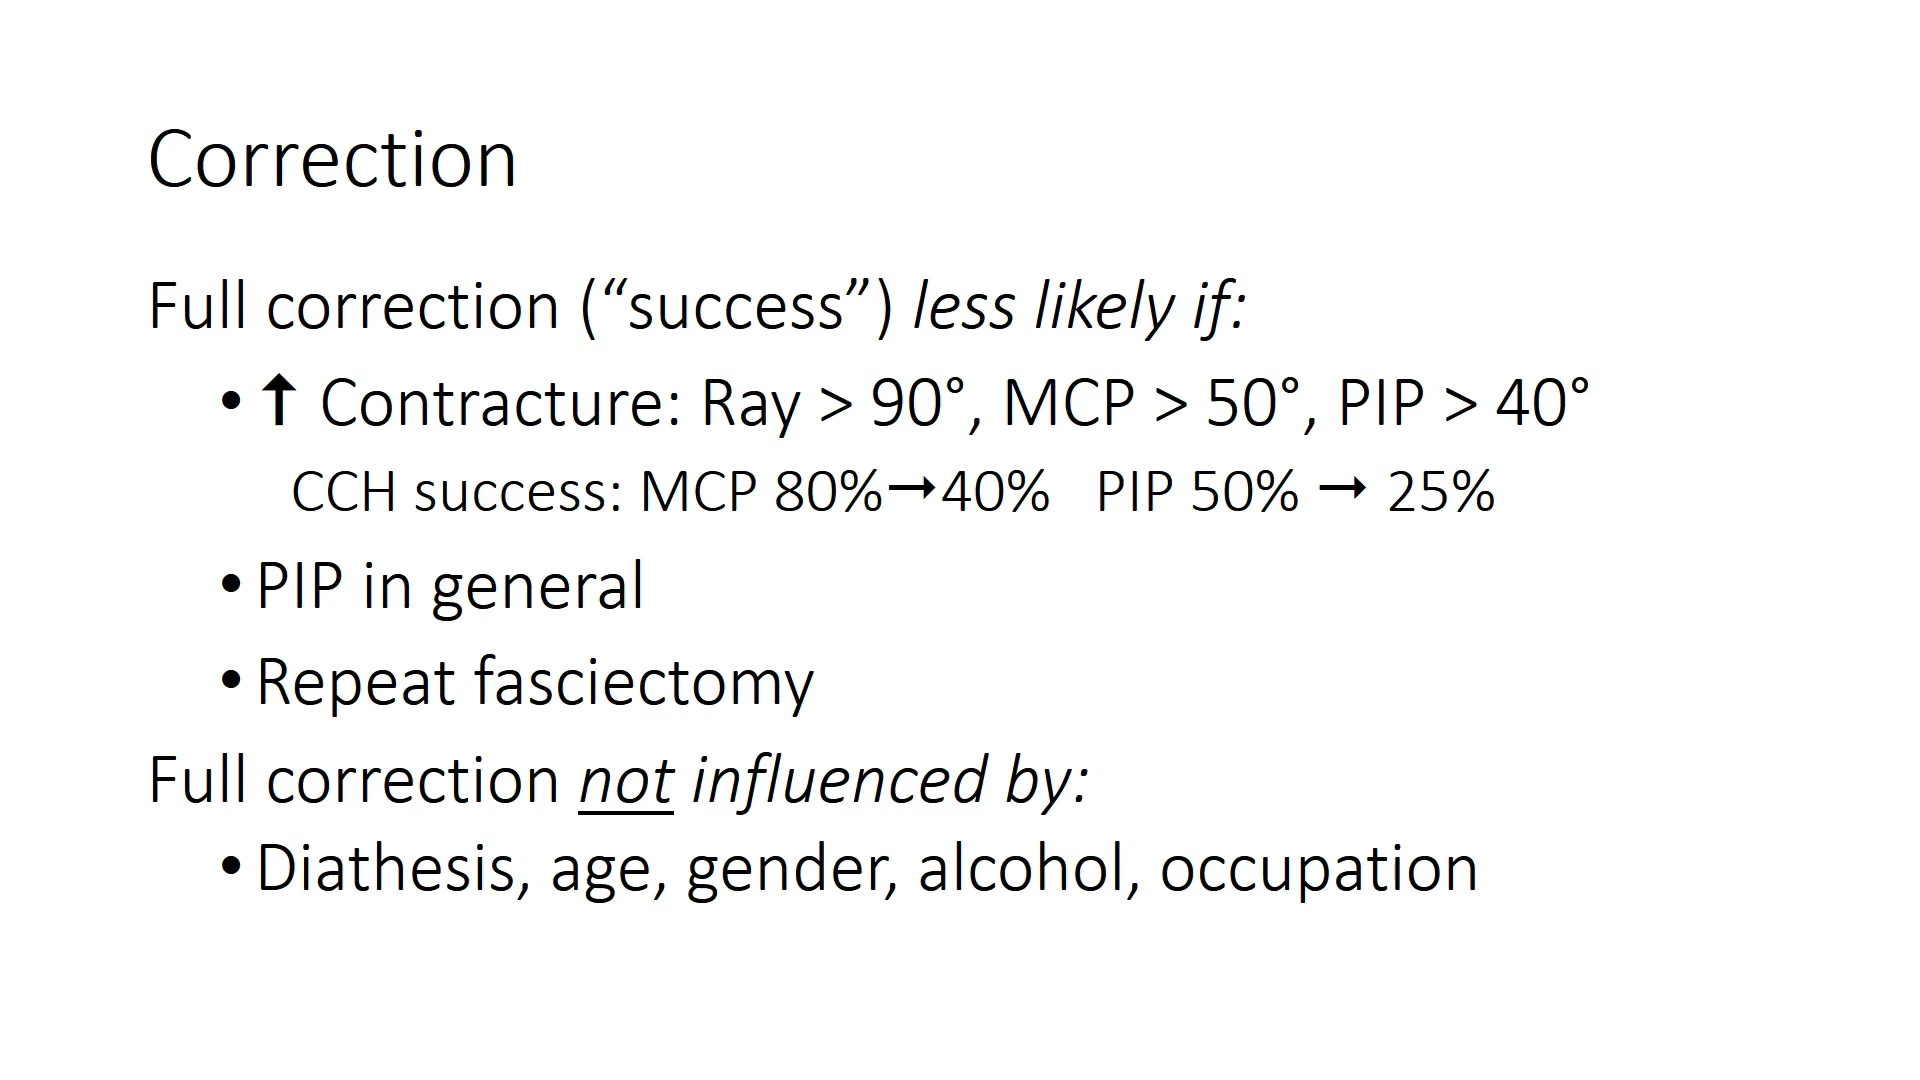 Correction
Full correction (“success”) less likely if:
• ↑ Contracture: Ray > 90°, MCP > 50°, PIP > 40°
CCH success: MCP 80%→40% PIP 50% → 25%
• PIP in general
• Repeat fasciectomy
Full correction not influenced by:
• Diathesis, age, gender, alcohol, occupation